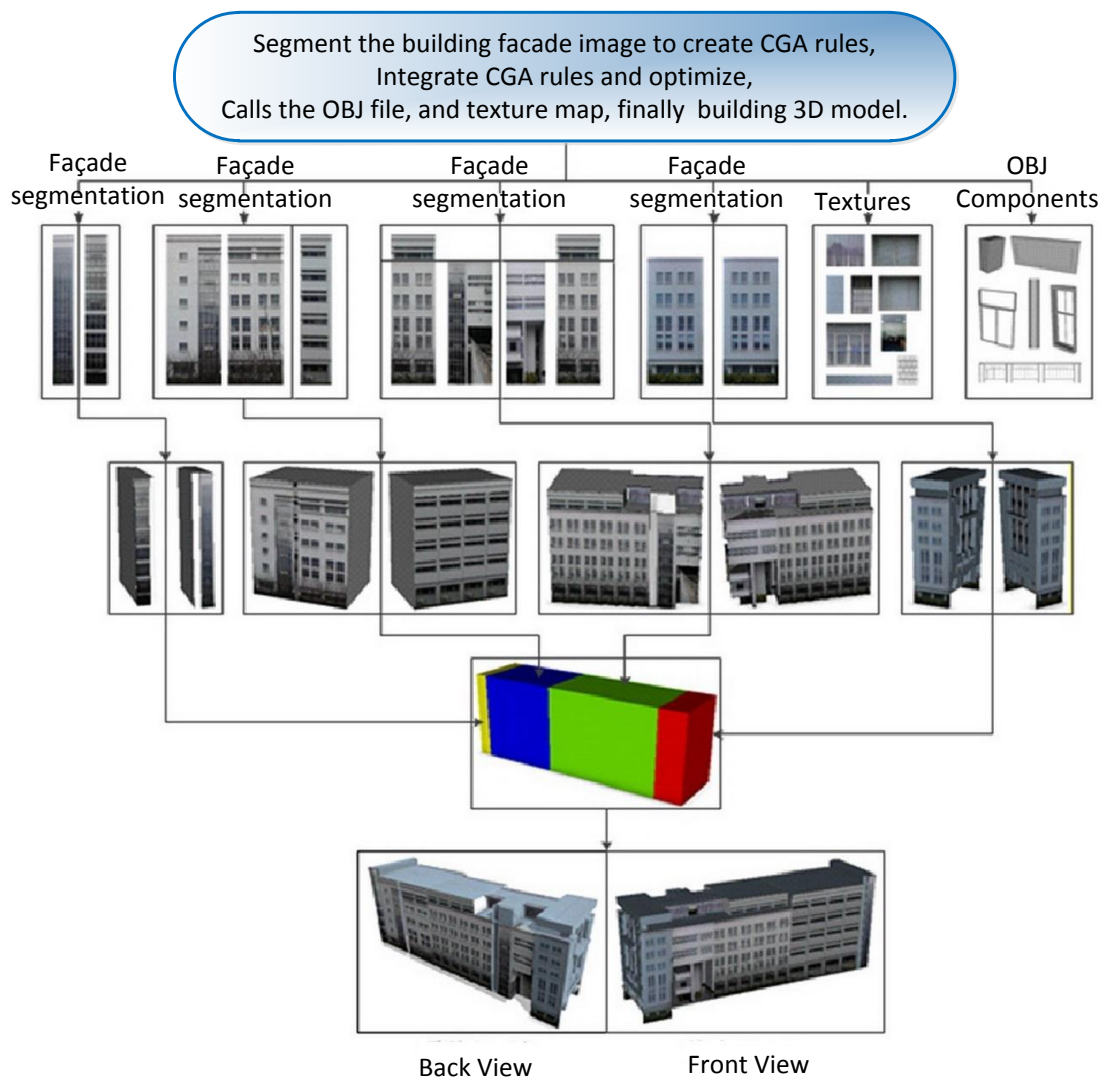 Segment the building facade image to create CGA rules,
Integrate CGA rules and optimize,
Calls the OBJ file, and texture map, finally  building 3D model.
Façade
segmentation
Façade
segmentation
Façade
segmentation
Façade
segmentation
Textures
OBJ
Components
Back View
Front View